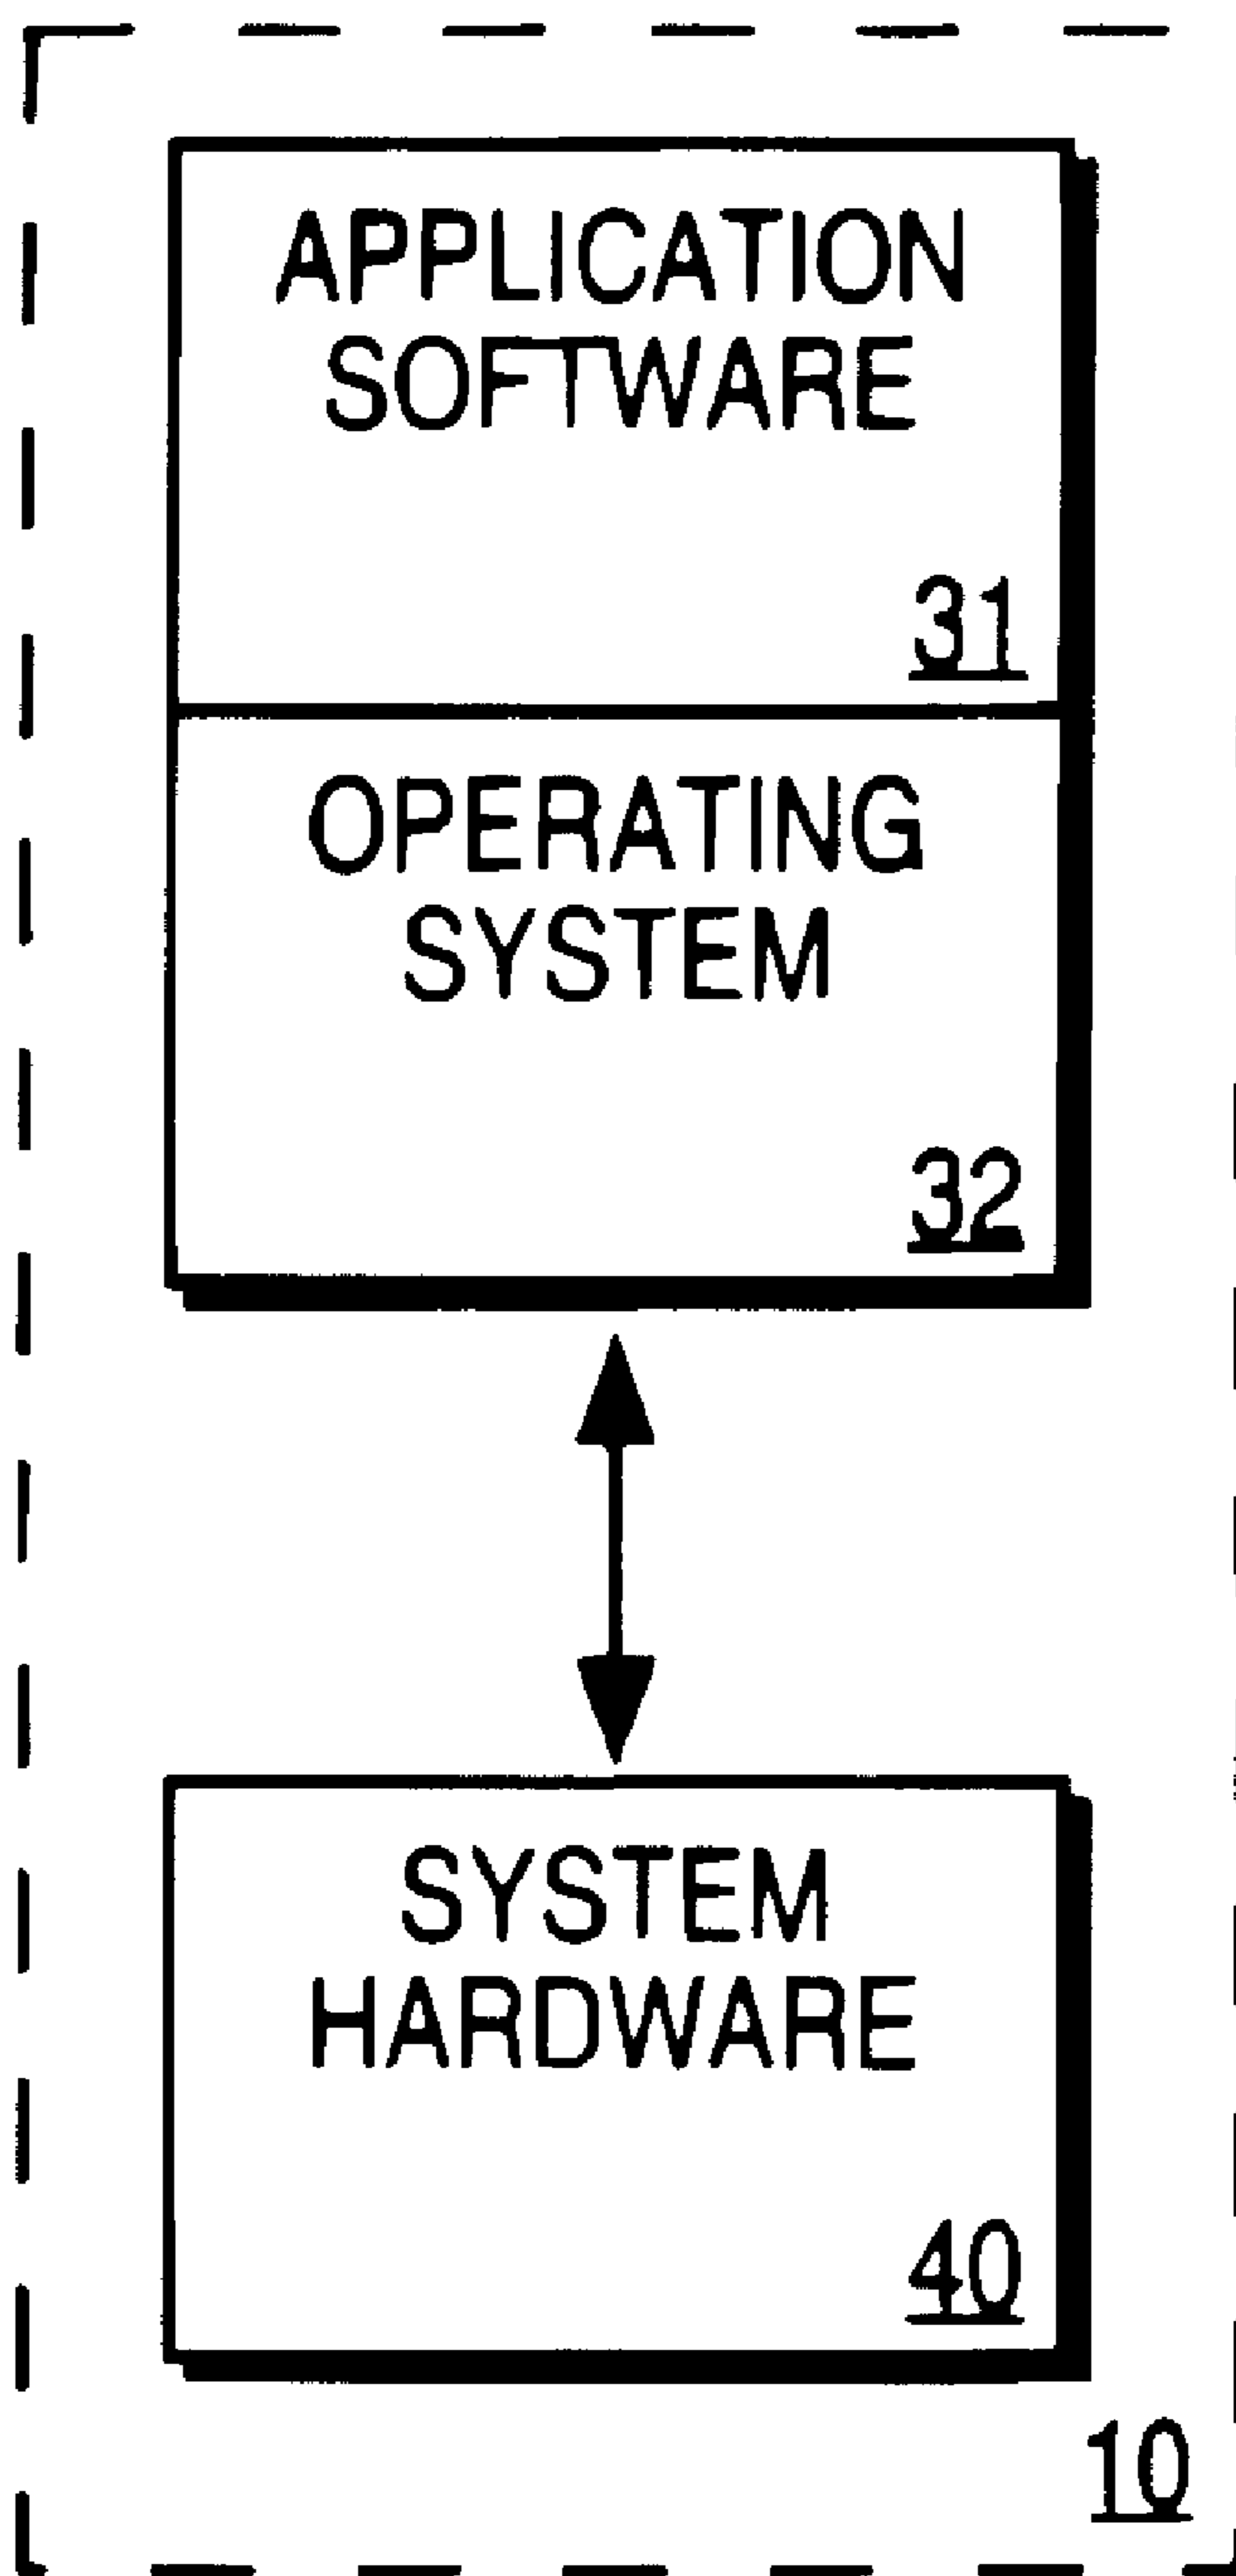 APPLICATION
SOFTWARE
31
OPERATING
SYSTEM
32
SYSTEM
HARDWARE
40
10